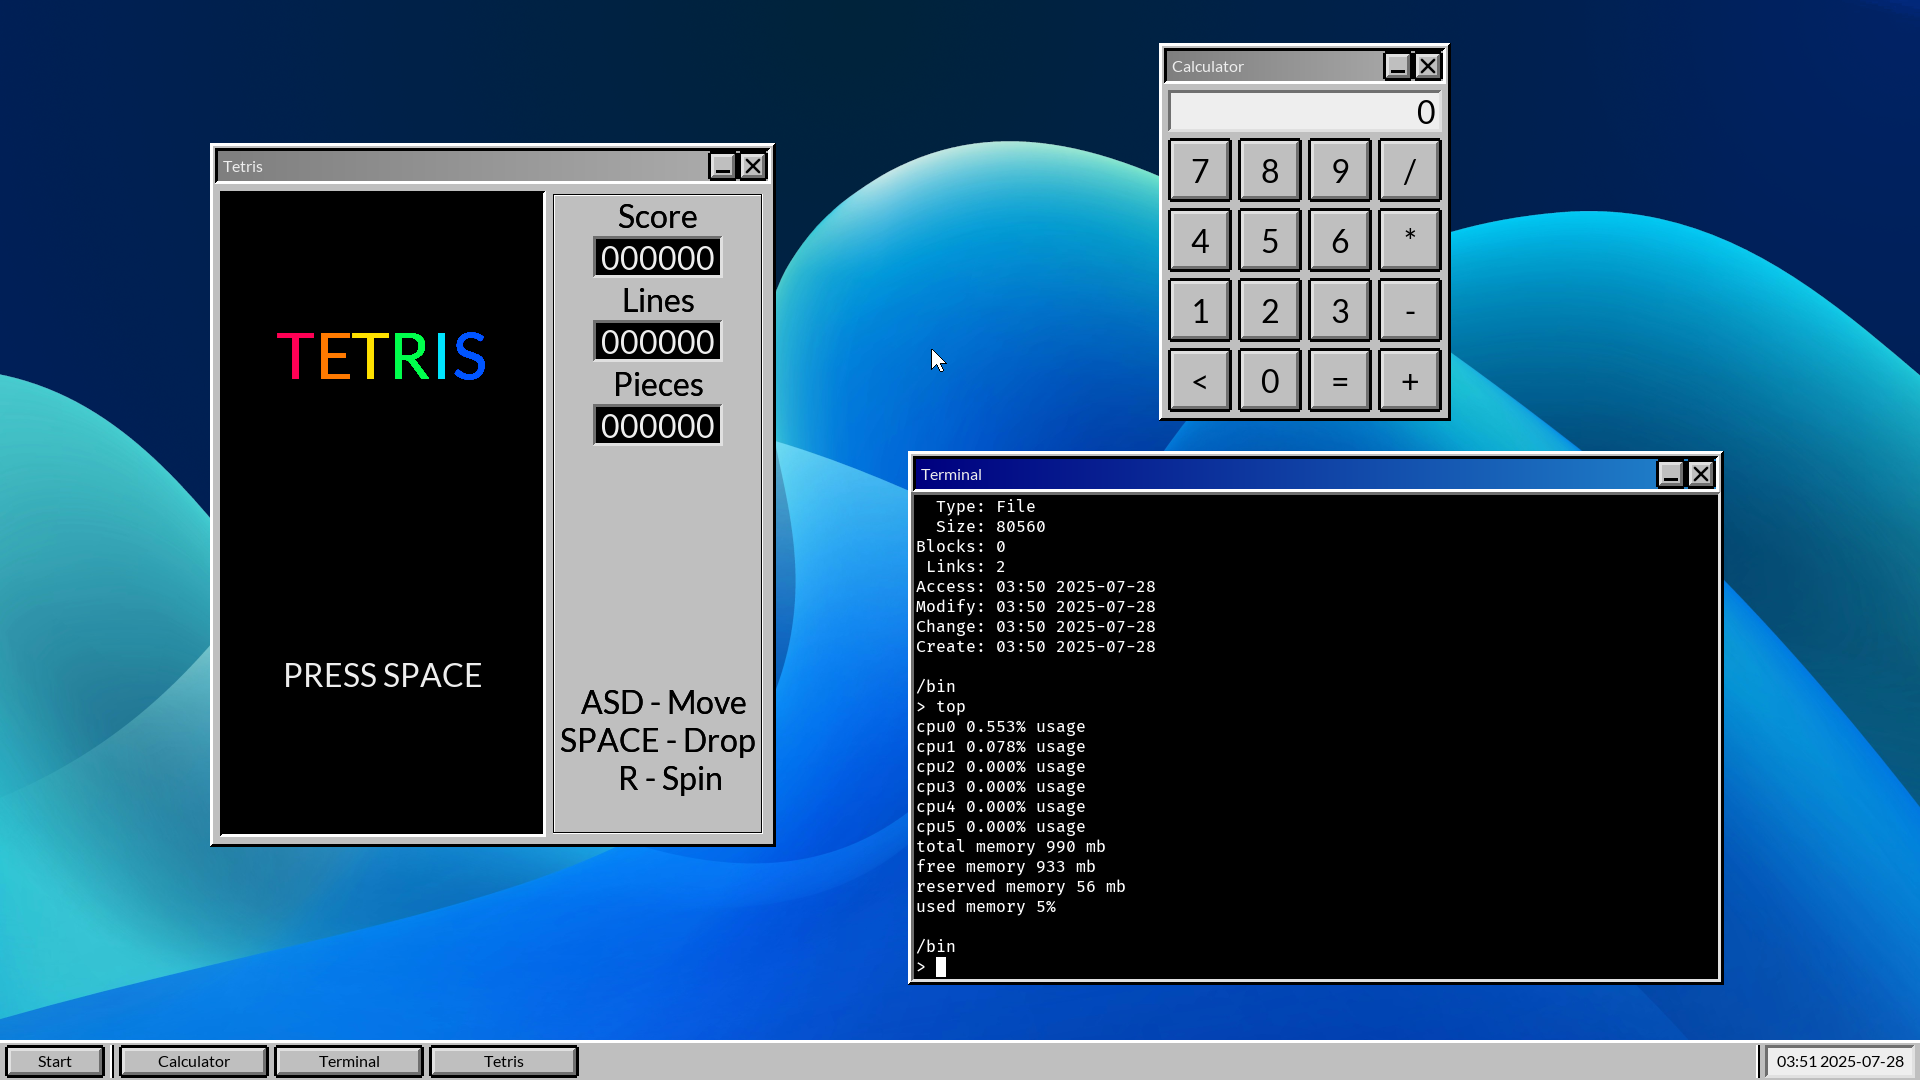 Tetris
TETRIS
PRESS SPACE
Score
000000
Lines
000000
Pieces
000000
ASD - Move
SPACE - Drop
R - Spin
Calculator
0
7 8 9 /
4 5 6 *
1 2 3 -
< 0 = +
Terminal
Type: File
Size: 80560
Blocks: 0
Links: 2
Access: 03:50 2025-07-28
Modify: 03:50 2025-07-28
Change: 03:50 2025-07-28
Create: 03:50 2025-07-28
/bin
> top
cpu0 0.553% usage
cpu1 0.078% usage
cpu2 0.000% usage
cpu3 0.000% usage
cpu4 0.000% usage
cpu5 0.000% usage
total memory 990 mb
free memory 933 mb
reserved memory 56 mb
used memory 5%
/bin
>
Start Calculator Terminal Tetris 03:51 2025-07-28